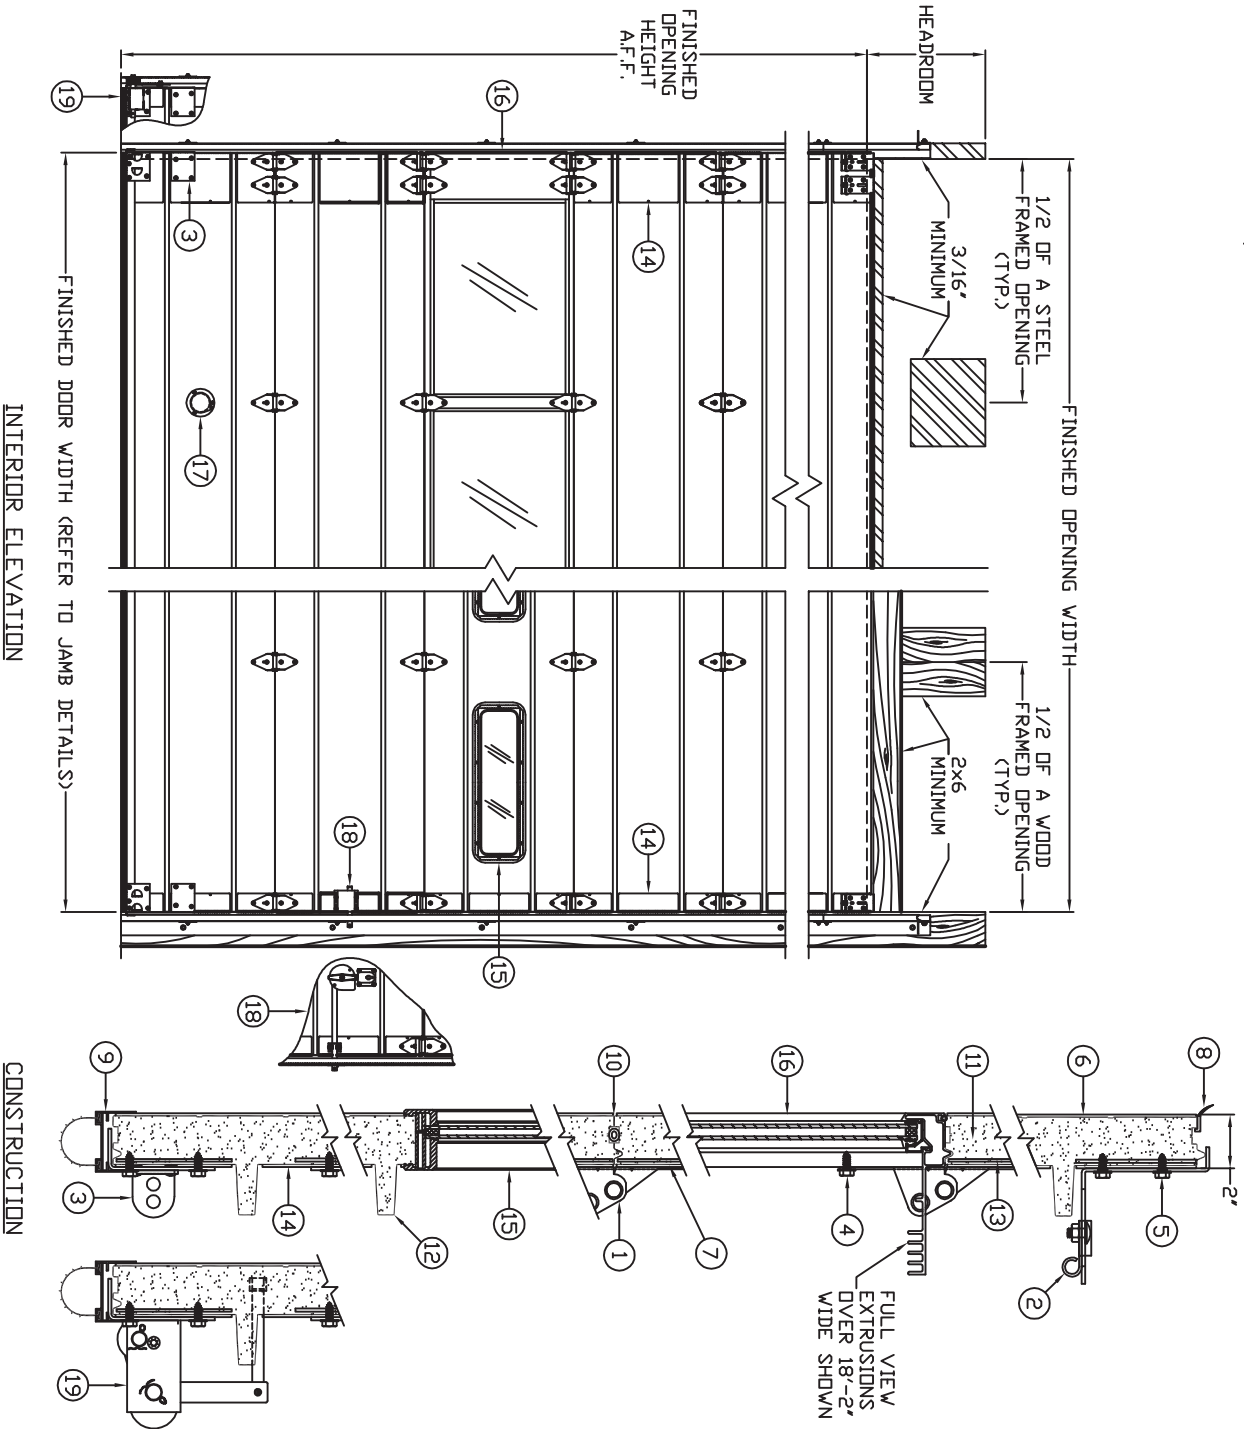 HEADROOM
FINISHED
OPENING
HEIGHT
A.F.F.
FINISHED OPENING WIDTH
1/2 OF A STEEL
FRAMED OPENING
(TYP.)
3/16"
MINIMUM
1/2 OF A WOOD
FRAMED OPENING
(TYP.)
2x6
MINIMUM
19
16
3
14
17
18
14
15
18
FINISHED DOOR WIDTH (REFER TO JAMB DETAILS)
INTERIOR ELEVATION
8
6
11
16
10
9
2"
5
2
13
4
7
1
15
12
14
3
FULL VIEW
EXTRUSIONS
OVER 18'-2"
WIDE SHOWN
19
CONSTRUCTION